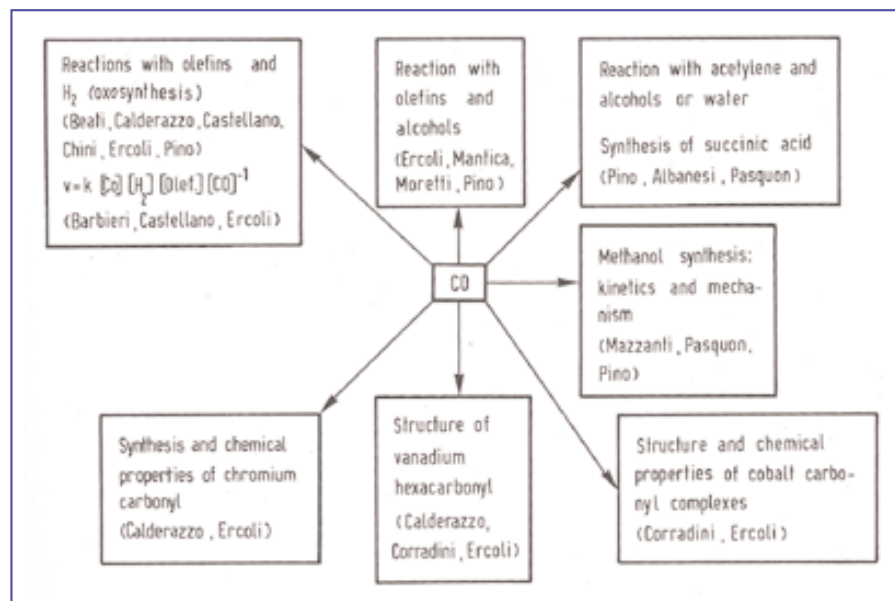 Reactions with olefins and
H₂ (oxosynthesis)
(Beati, Calderazzo, Castellano,
Chini, Ercoli, Pino)
v=k [Co] [H₂] [Olef.] [CO]⁻¹
(Barbieri, Castellano, Ercoli)
Reaction with
olefins and
alcohols
(Ercoli, Mantica,
Moretti, Pino)
Reaction with acetylene and
alcohols or water
Synthesis of succinic acid
(Pino, Albanesi, Pasquon)
CO
Methanol synthesis:
kinetics and mecha-
nism
(Mazzanti, Pasquon,
Pino)
Synthesis and chemical
properties of chromium
carbonyl
(Calderazzo, Ercoli)
Structure of
vanadium
hexacarbonyl
(Calderazzo,
Corradini, Ercoli)
Structure and chemical
properties of cobalt carbo-
nyl complexes
(Corradini, Ercoli)